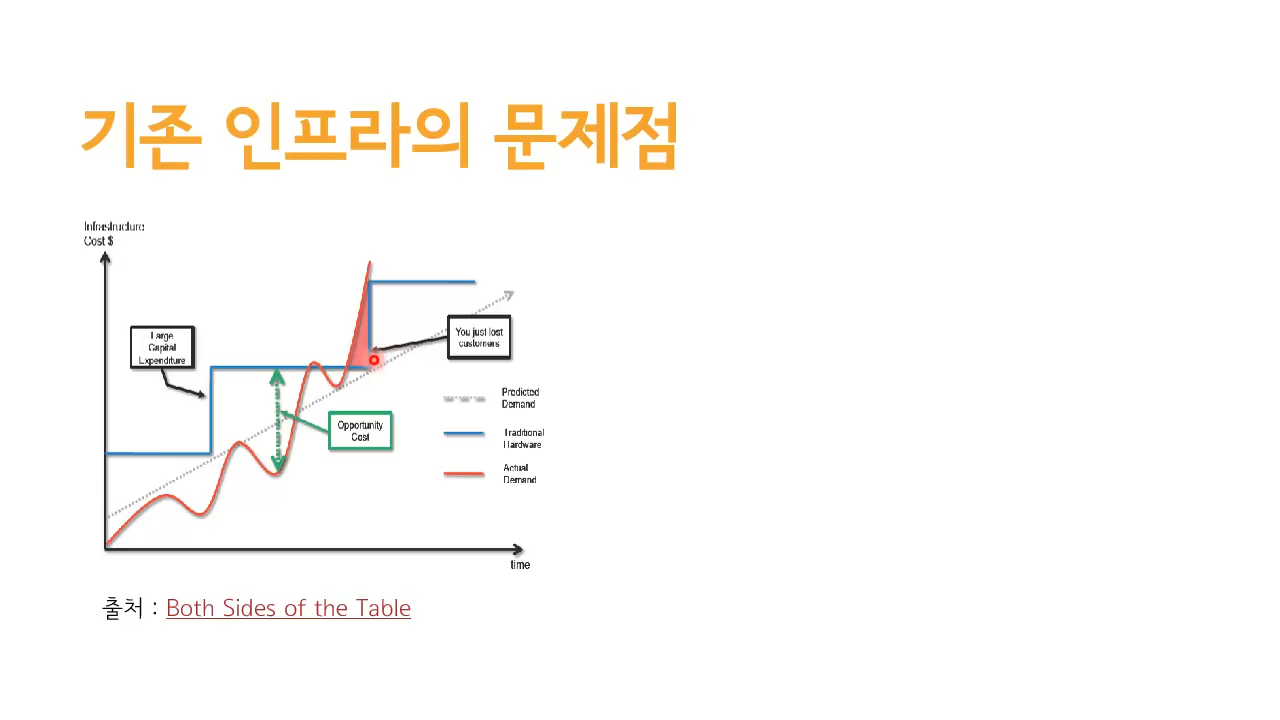 기존 인프라의 문제점
Infrastructure
Cost $
Large
Capital
Expenditure
You just lost
customers
Predicted
Demand
Opportunity
Cost
Traditional
Hardware
Actual
Demand
time
출처 : Both Sides of the Table